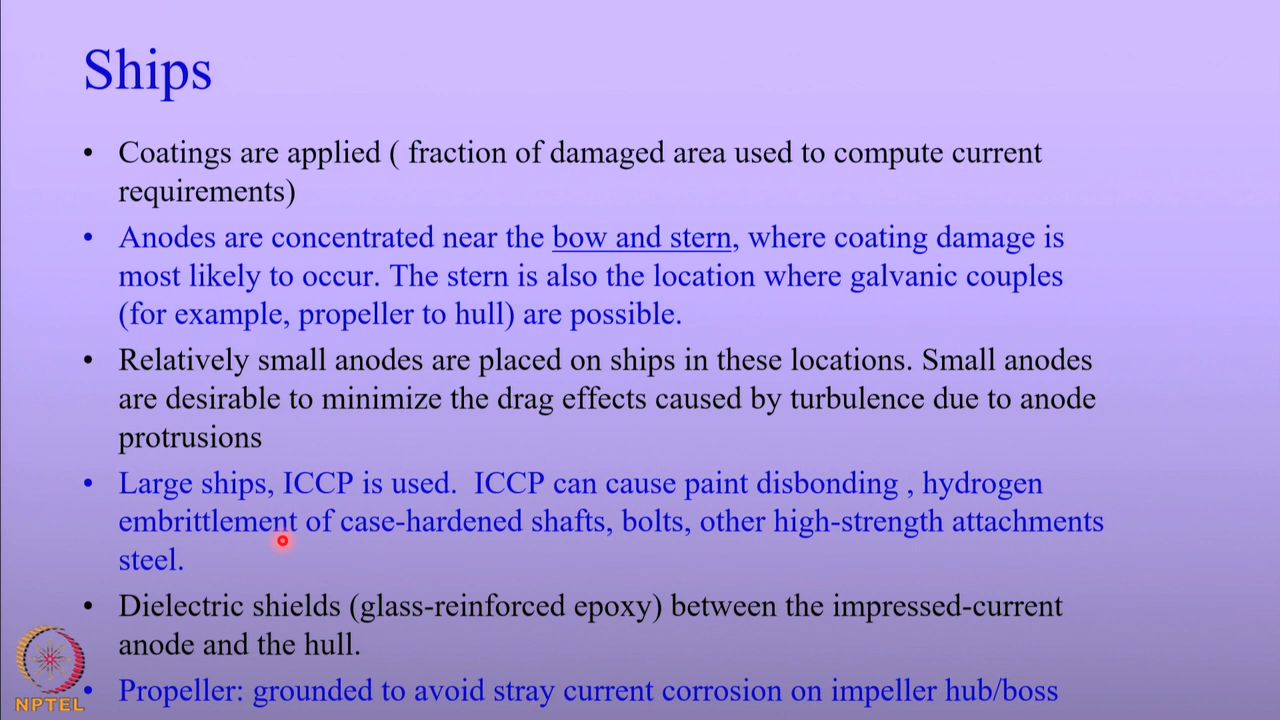 Ships
• Coatings are applied ( fraction of damaged area used to compute current
requirements)
• Anodes are concentrated near the bow and stern, where coating damage is
most likely to occur. The stern is also the location where galvanic couples
(for example, propeller to hull) are possible.
• Relatively small anodes are placed on ships in these locations. Small anodes
are desirable to minimize the drag effects caused by turbulence due to anode
protrusions
• Large ships, ICCP is used.  ICCP can cause paint disbonding , hydrogen
embrittlement of case-hardened shafts, bolts, other high-strength attachments
steel.
• Dielectric shields (glass-reinforced epoxy) between the impressed-current
anode and the hull.
• Propeller: grounded to avoid stray current corrosion on impeller hub/boss
NPTEL